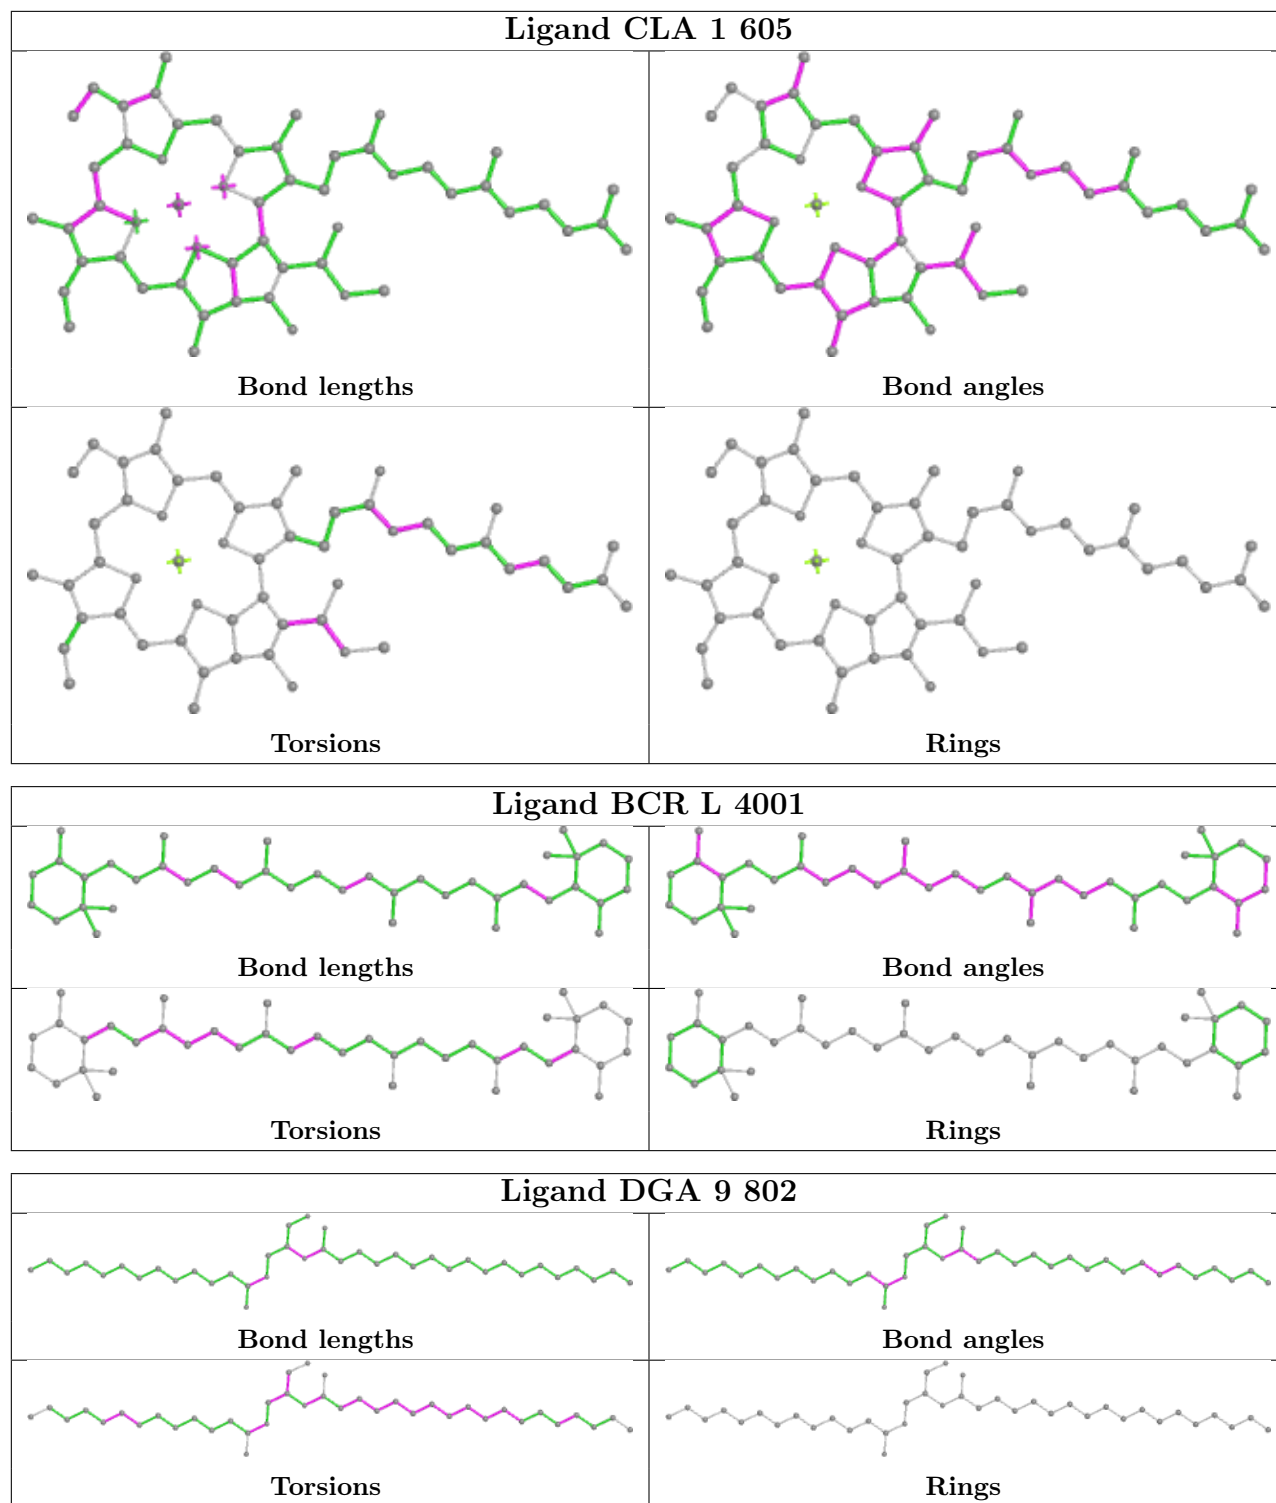 Ligand CLA 1 605
Bond lengths
Bond angles
Torsions
Rings
Ligand BCR L 4001
Bond lengths
Bond angles
Torsions
Rings
Ligand DGA 9 802
Bond lengths
Bond angles
Torsions
Rings